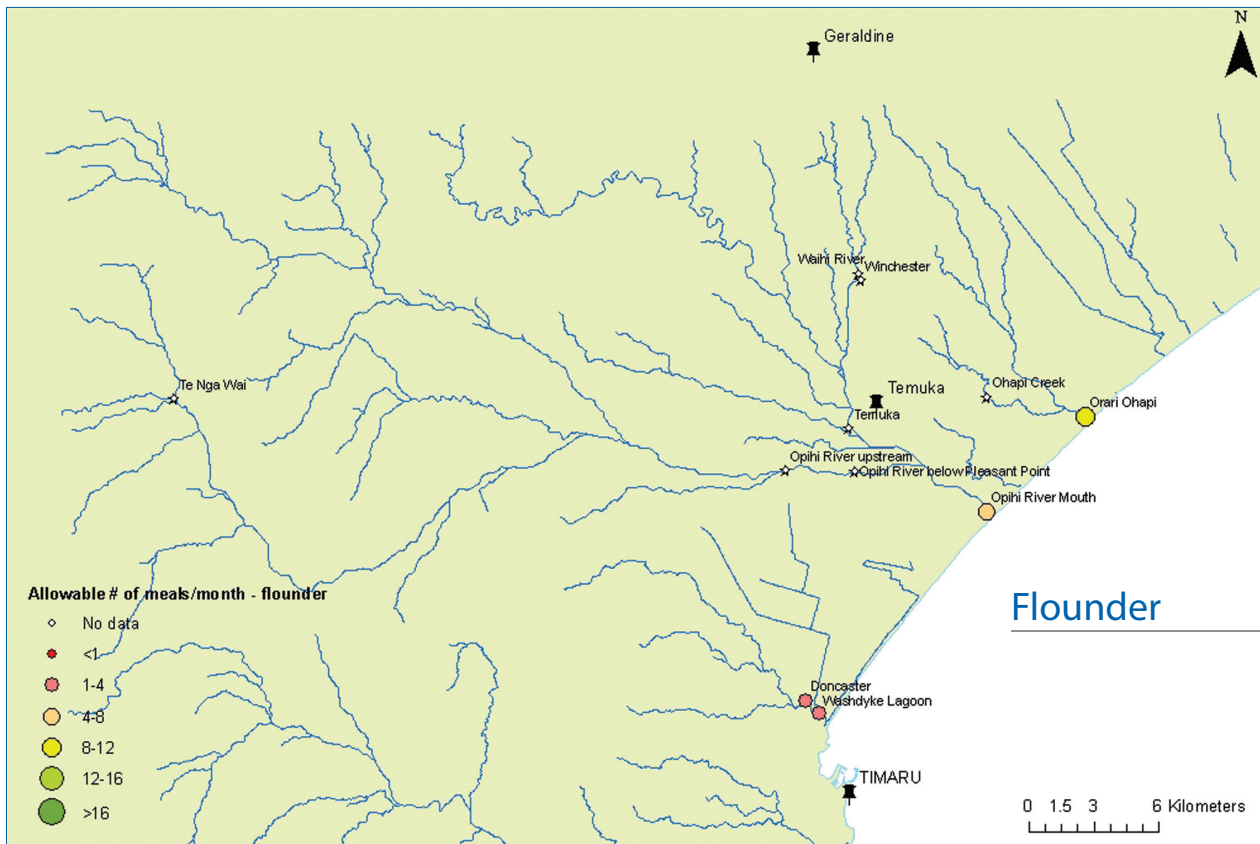 N
Geraldine
Waihi River
Winchester
Te Nga Wai
Temuka
Ohapi Creek
Orari Ohapi
Temuka
Opihi River upstream
Opihi River below Pleasant Point
Opihi River Mouth
Allowable # of meals/month - flounder
No data
<1
1-4
4-8
8-12
12-16
>16
Flounder
Doncaster
Washdyke Lagoon
TIMARU
0 1.5 3 6 Kilometers